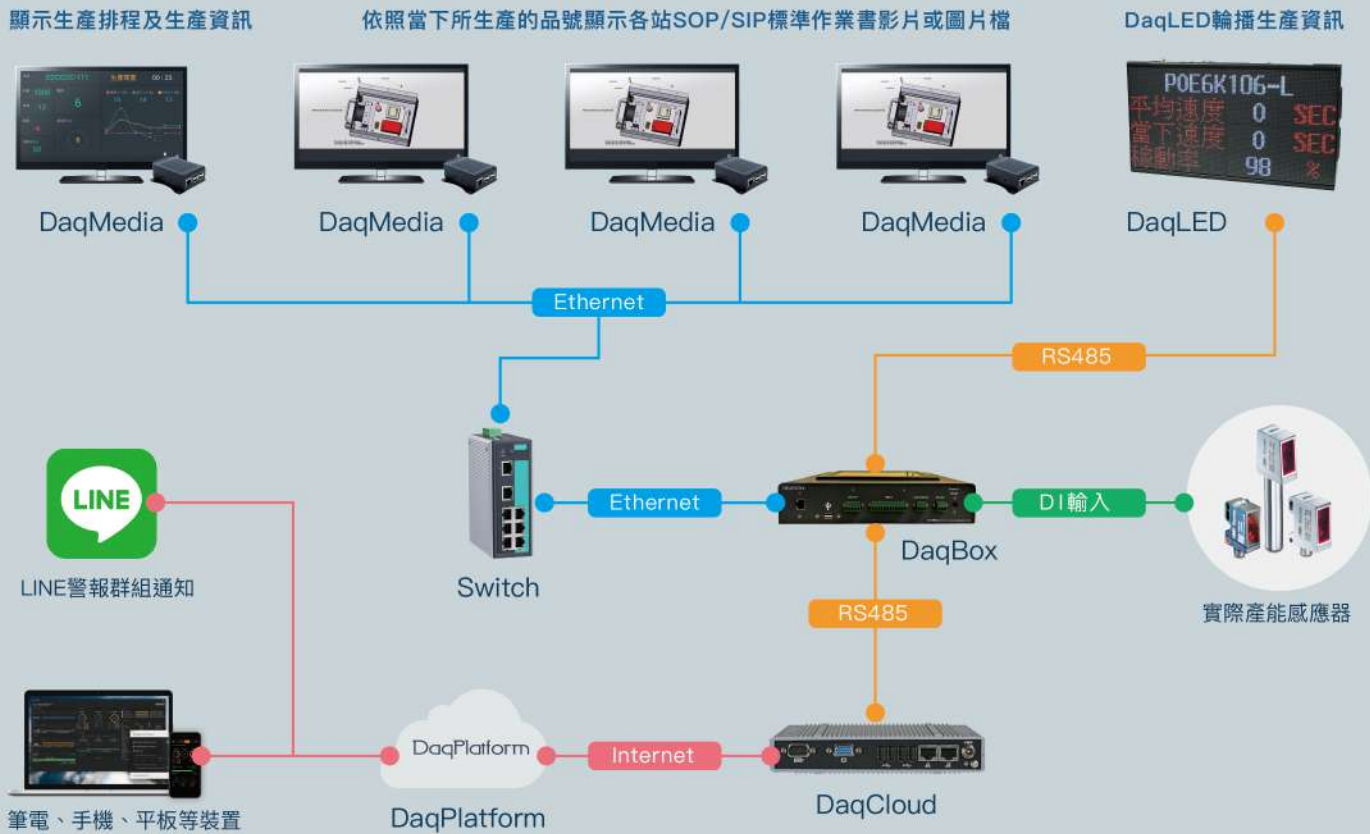 顯示生產排程及生產資訊
依照當下所生產的品號顯示各站SOP/SIP標準作業書影片或圖片檔
DaqLED輪播生產資訊
POE6K106-L
平均速度 0 SEC
當下速度 0 SEC
稼動率 98 %
DaqMedia
DaqMedia
DaqMedia
DaqMedia
DaqLED
Ethernet
RS485
LINE
Ethernet
DI輸入
DaqBox
LINE警報群組通知
Switch
RS485
實際產能感應器
DaqPlatform
Internet
DaqCloud
筆電、手機、平板等裝置
DaqPlatform